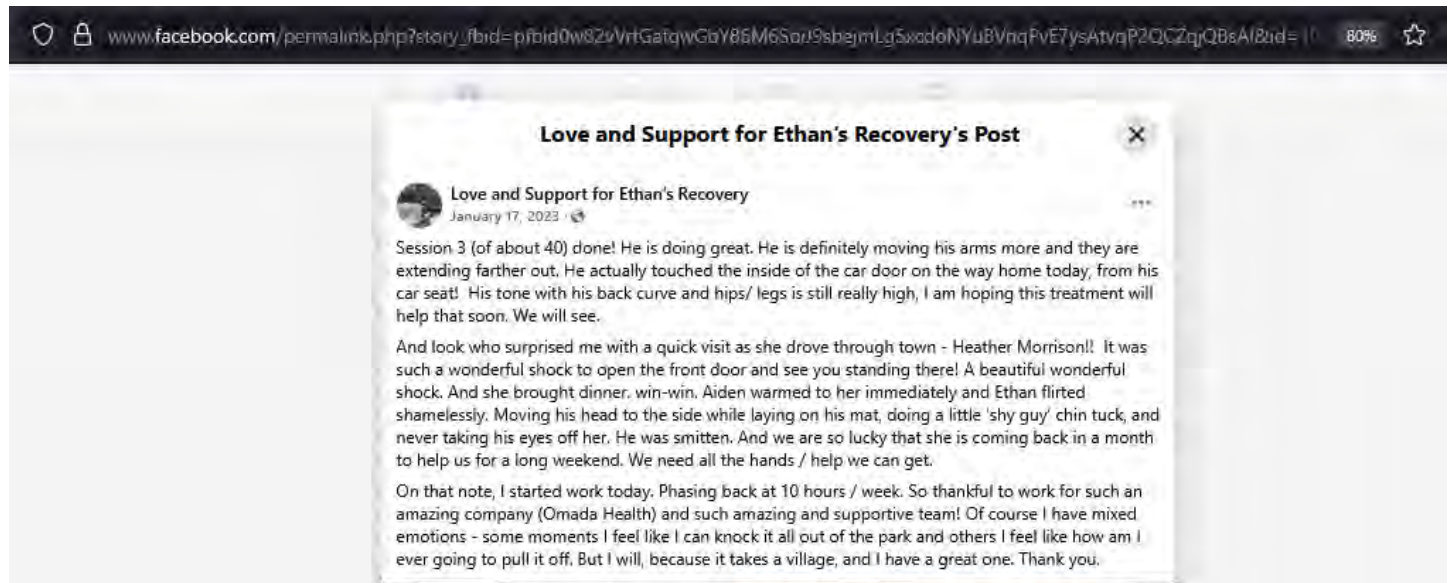 www.facebook.com/permalink.php?story_fbid= 80%
Love and Support for Ethan's Recovery's Post
Love and Support for Ethan's Recovery
January 17, 2023
Session 3 (of about 40) done! He is doing great. He is definitely moving his arms more and they are
extending farther out. He actually touched the inside of the car door on the way home today, from his
car seat! His tone with his back curve and hips/ legs is still really high, I am hoping this treatment will
help that soon. We will see.
And look who surprised me with a quick visit as she drove through town - Heather Morrison!! It was
such a wonderful shock to open the front door and see you standing there! A beautiful wonderful
shock. And she brought dinner. win-win. Aiden warmed to her immediately and Ethan flirted
shamelessly. Moving his head to the side while laying on his mat, doing a little 'shy guy' chin tuck, and
never taking his eyes off her. He was smitten. And we are so lucky that she is coming back in a month
to help us for a long weekend. We need all the hands / help we can get.
On that note, I started work today. Phasing back at 10 hours / week. So thankful to work for such an
amazing company (Omada Health) and such amazing and supportive team! Of course I have mixed
emotions - some moments I feel like I can knock it all out of the park and others I feel like how am I
ever going to pull it off. But I will, because it takes a village, and I have a great one. Thank you.